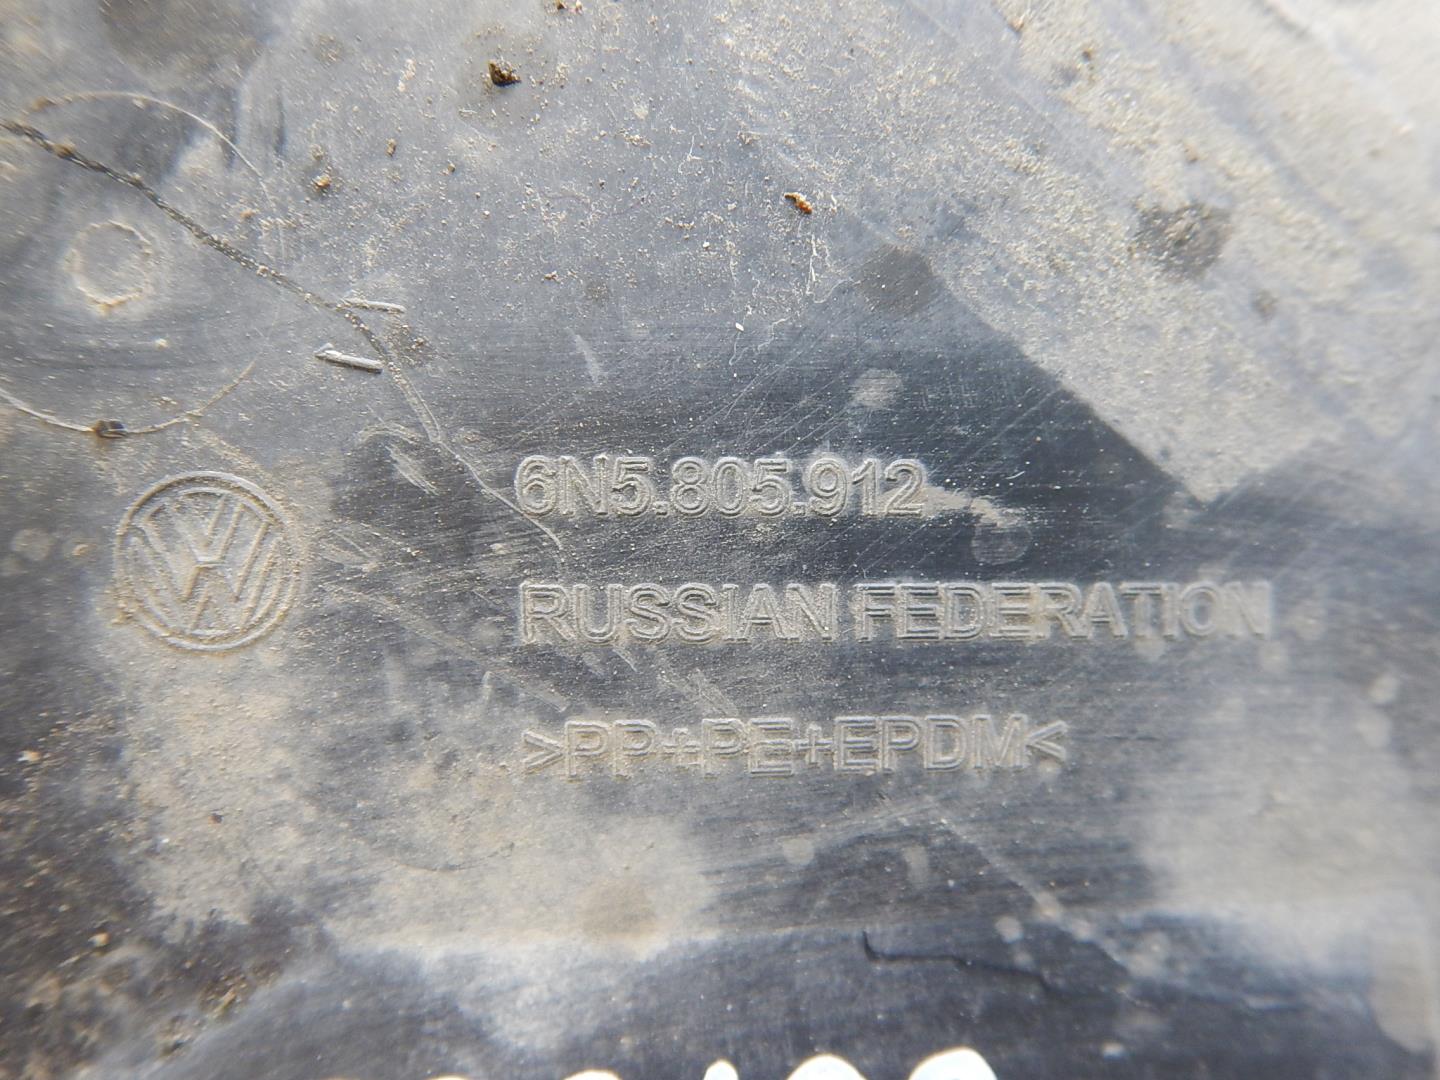 6N5.805.912
RUSSIAN FEDERATION
>PP+PE+EPDM<